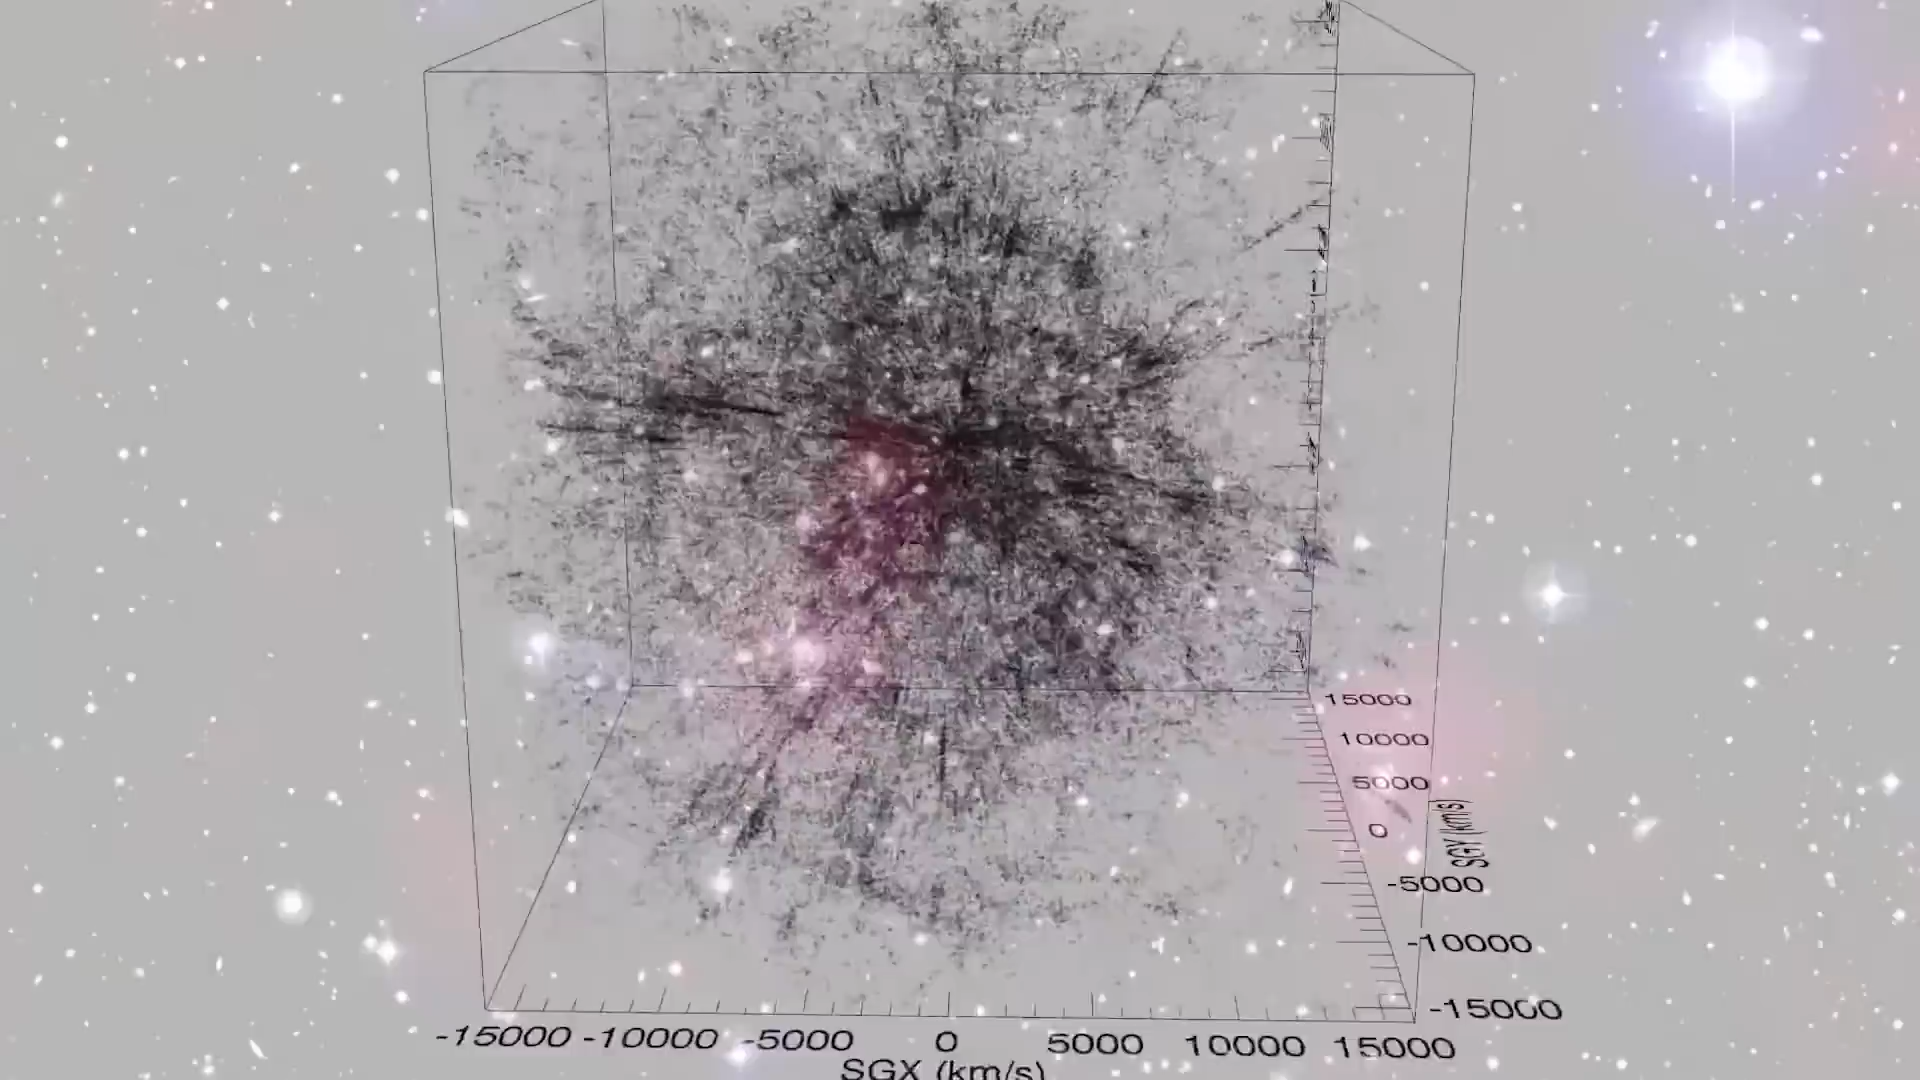 15000
10000
5000
0
-5000
-10000
-15000
SGY (km/s)
-15000 -10000 -5000 0 5000 10000 15000
SGX (km/s)